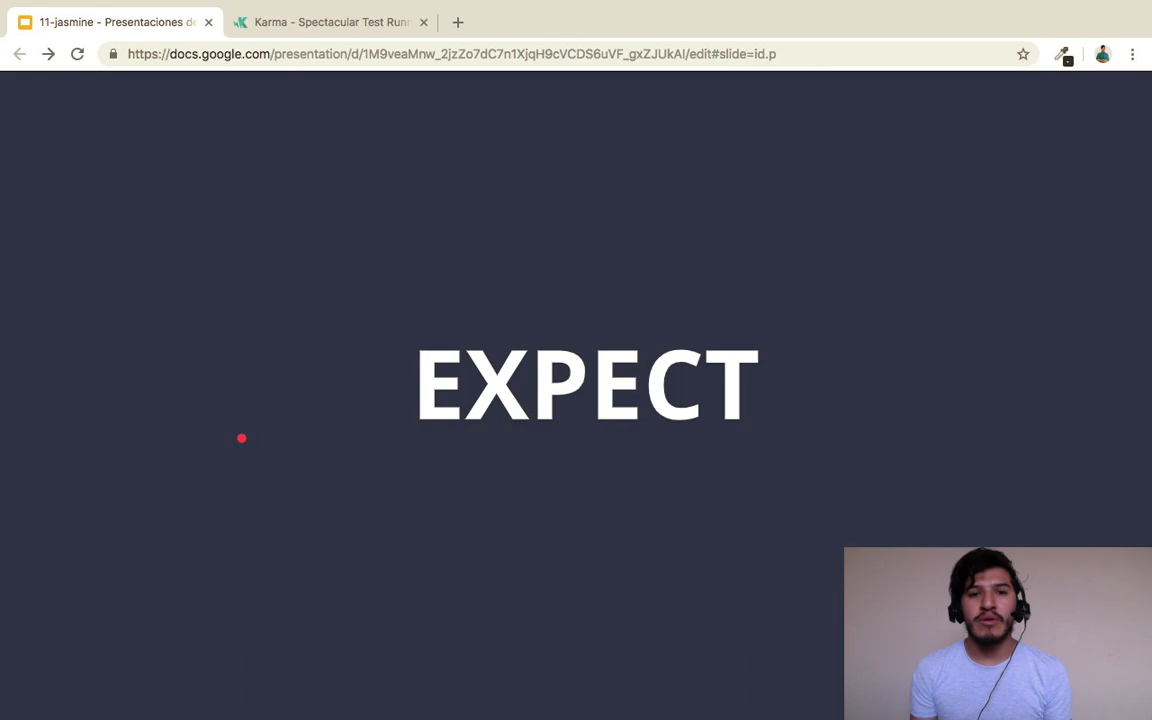 11-jasmine - Presentaciones de
Karma - Spectacular Test Runn
https://docs.google.com/presentation/d/1M9veaMnw_2jzZo7dC7n1XjqH9cVCDS6uVF_gxZJUkAI/edit#slide=id.p
EXPECT